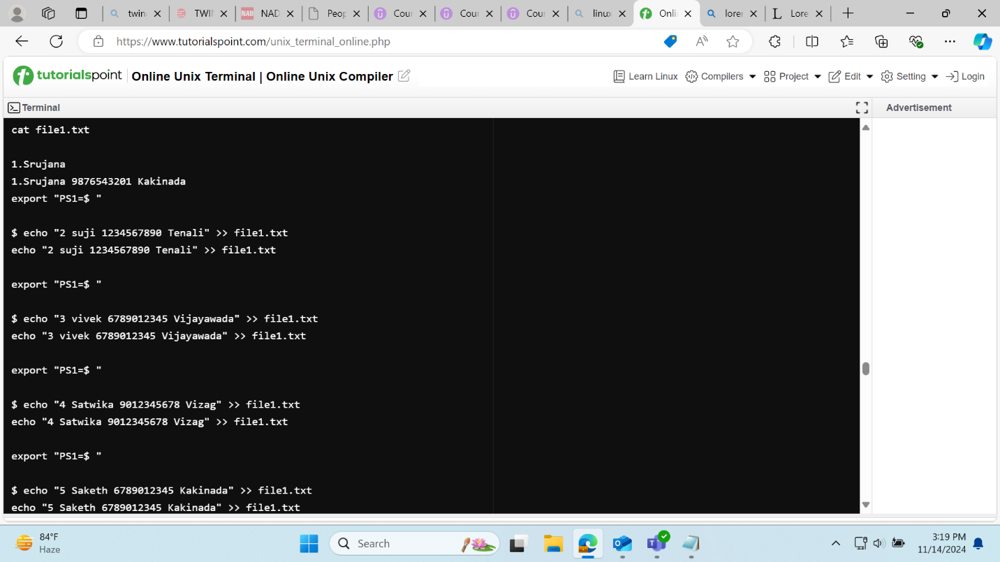 twin
TWIN
NAD
NAD
Peop
Cour
Cour
Cour
linux
Onli
lorer
L Lore
https://www.tutorialspoint.com/unix_terminal_online.php
tutorialspoint
Online Unix Terminal | Online Unix Compiler
Learn Linux
Compilers
Project
Edit
Setting
Login
Terminal
Advertisement
cat file1.txt
1.Srujana
1.Srujana 9876543201 Kakinada
export "PS1=$ "
$ echo "2 suji 1234567890 Tenali" >> file1.txt
echo "2 suji 1234567890 Tenali" >> file1.txt
export "PS1=$ "
$ echo "3 vivek 6789012345 Vijayawada" >> file1.txt
echo "3 vivek 6789012345 Vijayawada" >> file1.txt
export "PS1=$ "
$ echo "4 Satwika 9012345678 Vizag" >> file1.txt
echo "4 Satwika 9012345678 Vizag" >> file1.txt
export "PS1=$ "
$ echo "5 Saketh 6789012345 Kakinada" >> file1.txt
echo "5 Saketh 6789012345 Kakinada" >> file1.txt
84°F
Haze
Search
3:19 PM
11/14/2024